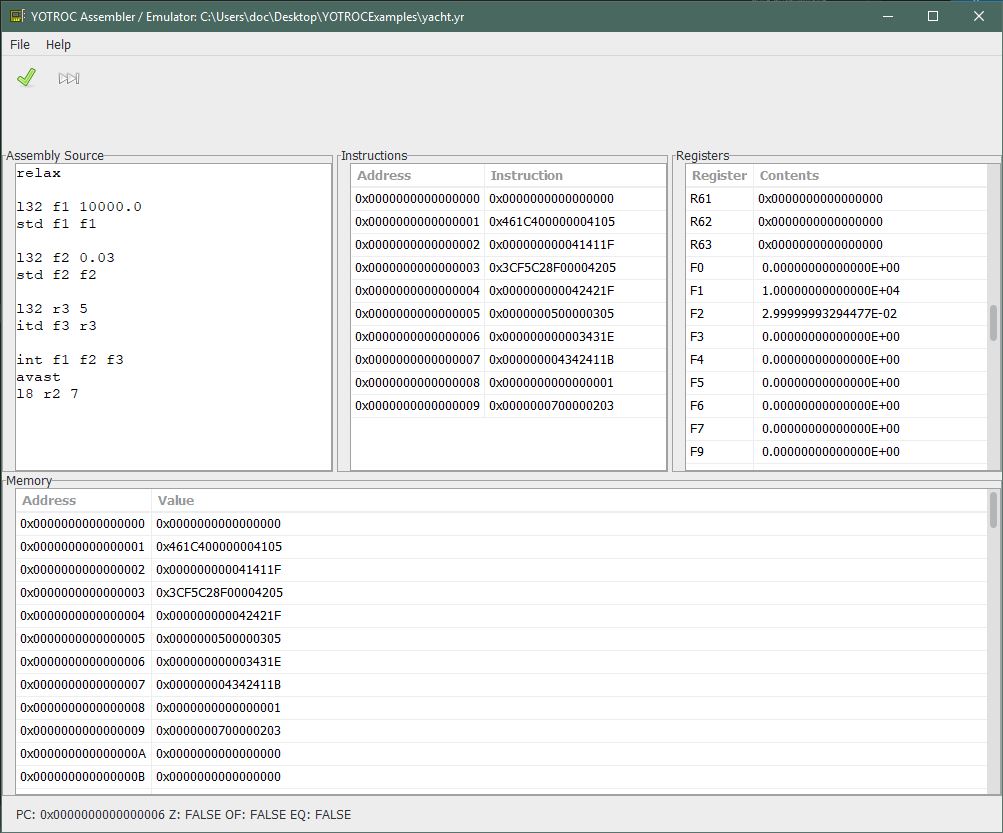 YOTROC Assembler / Emulator: C:\Users\doc\Desktop\YOTROCExamples\yacht.yr
File Help
Assembly Source
relax
l32 f1 10000.0
std f1 f1
l32 f2 0.03
std f2 f2
l32 r3 5
itd f3 r3
int f1 f2 f3
avast
l8 r2 7
Instructions
Address Instruction
0x0000000000000000 0x0000000000000000
0x0000000000000001 0x461C400000004105
0x0000000000000002 0x000000000041411F
0x0000000000000003 0x3CF5C28F00004205
0x0000000000000004 0x000000000042421F
0x0000000000000005 0x0000000500000305
0x0000000000000006 0x000000000003431E
0x0000000000000007 0x000000004342411B
0x0000000000000008 0x0000000000000001
0x0000000000000009 0x0000000700000203
Registers
Register Contents
R61 0x0000000000000000
R62 0x0000000000000000
R63 0x0000000000000000
F0 0.00000000000000E+00
F1 1.00000000000000E+04
F2 2.99999993294477E-02
F3 0.00000000000000E+00
F4 0.00000000000000E+00
F5 0.00000000000000E+00
F6 0.00000000000000E+00
F7 0.00000000000000E+00
F9 0.00000000000000E+00
Memory
Address Value
0x0000000000000000 0x0000000000000000
0x0000000000000001 0x461C400000004105
0x0000000000000002 0x000000000041411F
0x0000000000000003 0x3CF5C28F00004205
0x0000000000000004 0x000000000042421F
0x0000000000000005 0x0000000500000305
0x0000000000000006 0x000000000003431E
0x0000000000000007 0x000000004342411B
0x0000000000000008 0x0000000000000001
0x0000000000000009 0x0000000700000203
0x000000000000000A 0x0000000000000000
0x000000000000000B 0x0000000000000000
PC: 0x0000000000000006 Z: FALSE OF: FALSE EQ: FALSE